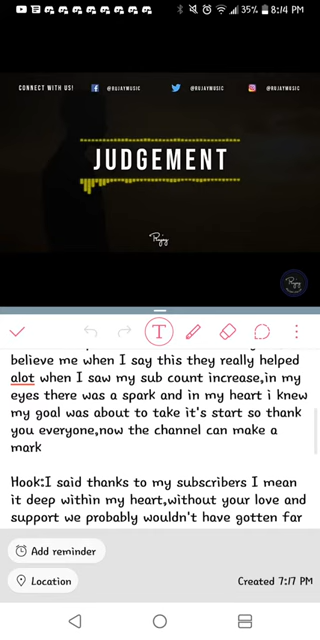 35% 8:14 PM
CONNECT WITH US! @RUJAYMUSIC @RUJAYMUSIC @RUJAYMUSIC
JUDGEMENT
Rujay
T
believe me when I say this they really helped
alot when I saw my sub count increase,in my
eyes there was a spark and in my heart i knew
my goal was about to take it's start so thank
you everyone,now the channel can make a
mark
Hook:I said thanks to my subscribers I mean
it deep within my heart,without your love and
support we probably wouldn't have gotten far
Add reminder
Location
Created 7:17 PM